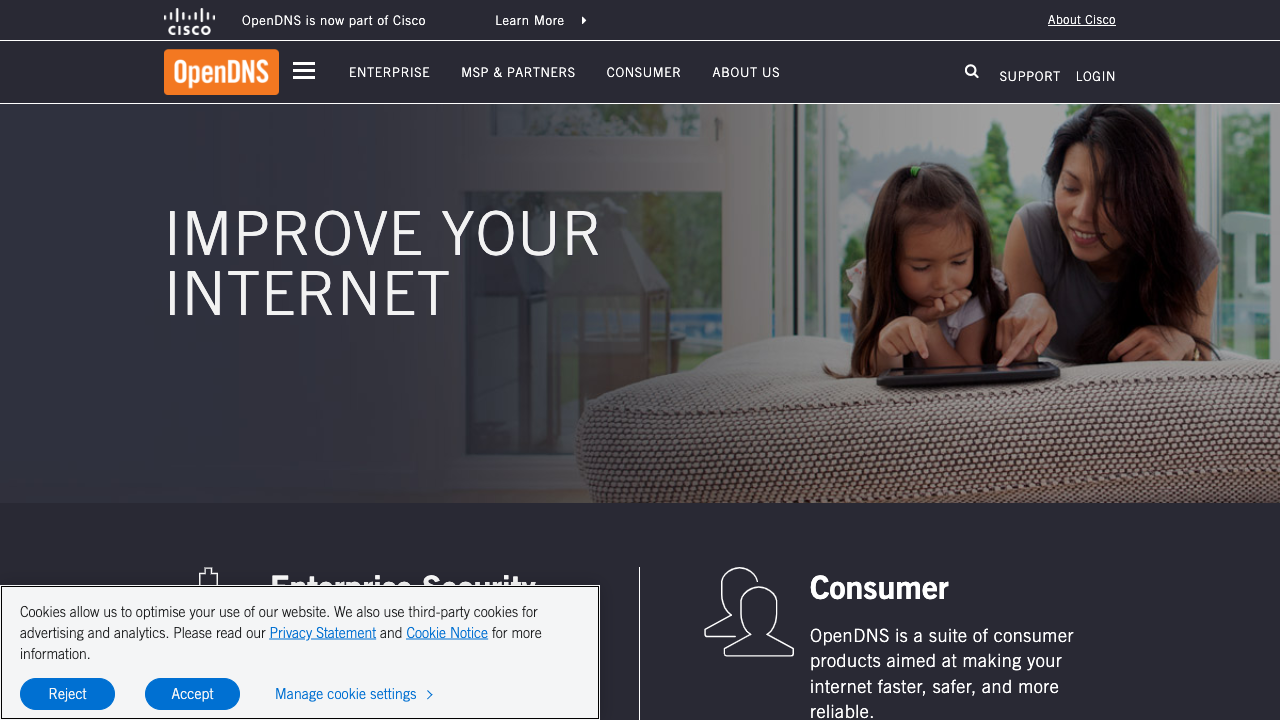 CISCO
OpenDNS is now part of Cisco
Learn More
About Cisco
OpenDNS
ENTERPRISE
MSP & PARTNERS
CONSUMER
ABOUT US
SUPPORT
LOGIN
IMPROVE YOUR
INTERNET
Enterprise Security
Consumer
OpenDNS is a suite of consumer
products aimed at making your
internet faster, safer, and more
reliable.
Cookies allow us to optimise your use of our website. We also use third-party cookies for
advertising and analytics. Please read our Privacy Statement and Cookie Notice for more
information.
Reject
Accept
Manage cookie settings